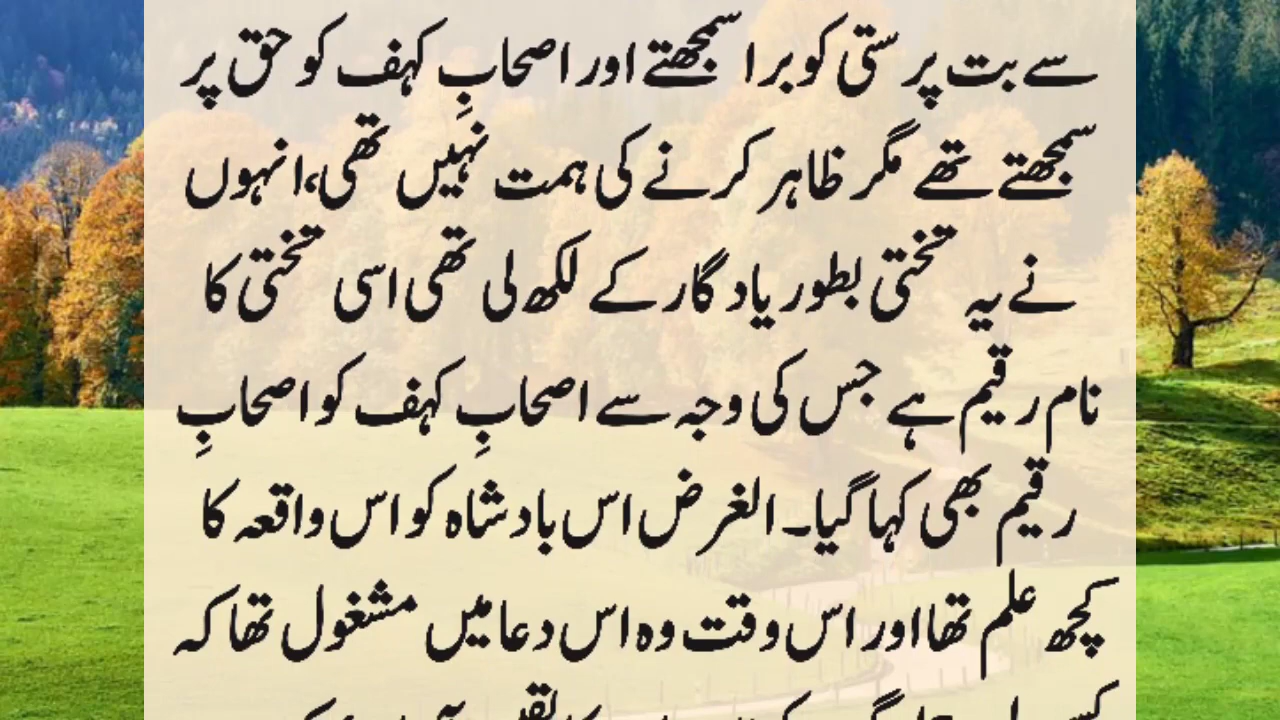 سے بت پرستی کو برا سمجھتے اور اصحابِ کہف کو حق پر
سمجھتے تھے مگر ظاہر کرنے کی ہمت نہیں تھی،انہوں
نے یہ تختی بطور یادگار کے لکھ لی تھی اسی تختی کا
نام رقیم ہے جس کی وجہ سے اصحابِ کہف کو اصحابِ
رقیم بھی کہا گیا۔ الغرض اس بادشاہ کو اس واقعہ کا
کچھ علم تھا اور اس وقت وہ اس دعا میں مشغول تھا کہ